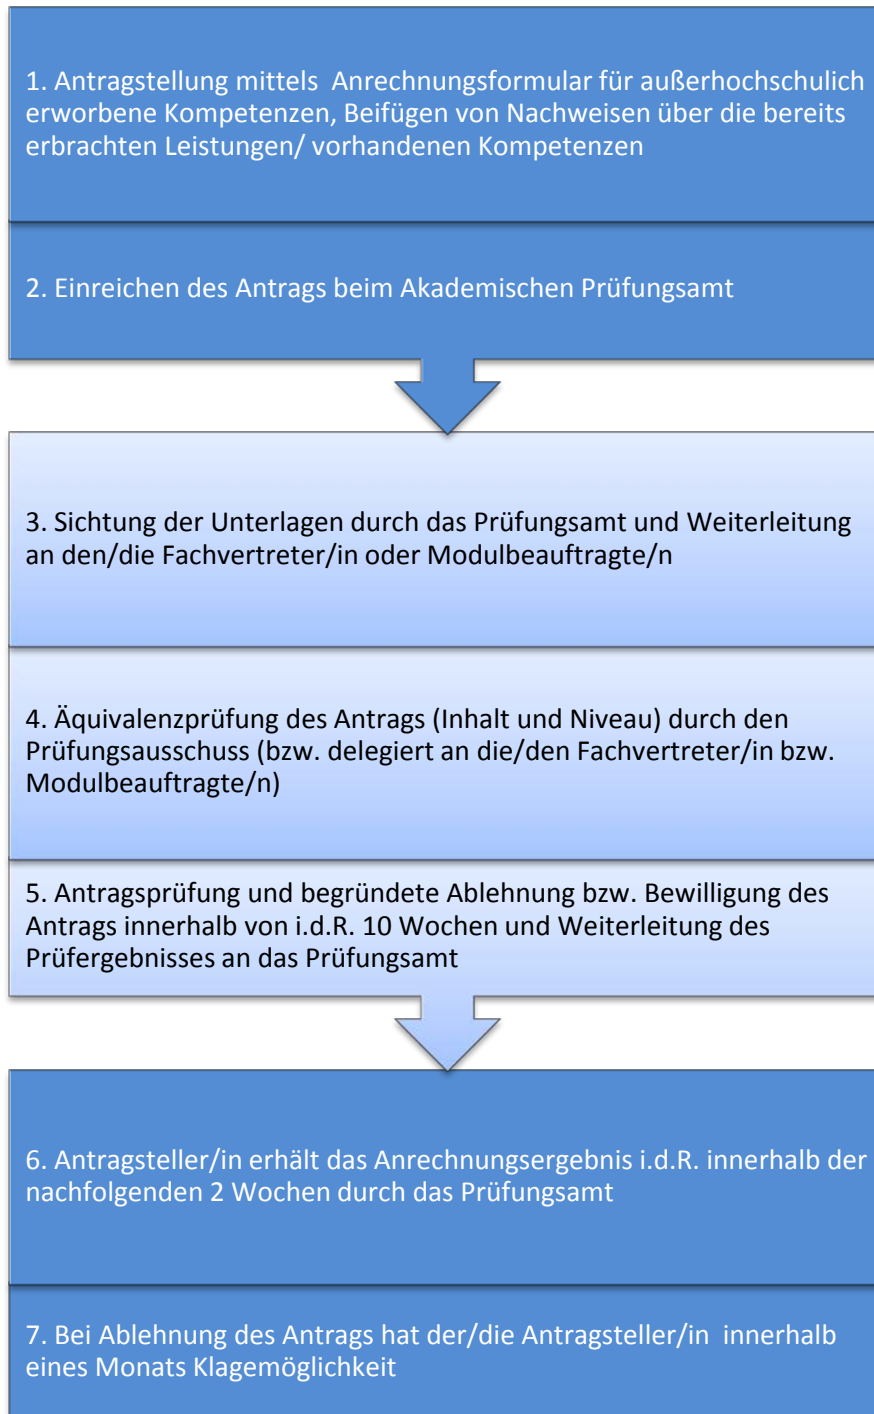 1. Antragstellung mittels  Anrechnungsformular für außerhochschulich
erworbene Kompetenzen, Beifügen von Nachweisen über die bereits
erbrachten Leistungen/ vorhandenen Kompetenzen
2. Einreichen des Antrags beim Akademischen Prüfungsamt
3. Sichtung der Unterlagen durch das Prüfungsamt und Weiterleitung
an den/die Fachvertreter/in oder Modulbeauftragte/n
4. Äquivalenzprüfung des Antrags (Inhalt und Niveau) durch den
Prüfungsausschuss (bzw. delegiert an die/den Fachvertreter/in bzw.
Modulbeauftragte/n)
5. Antragsprüfung und begründete Ablehnung bzw. Bewilligung des
Antrags innerhalb von i.d.R. 10 Wochen und Weiterleitung des
Prüfergebnisses an das Prüfungsamt
6. Antragsteller/in erhält das Anrechnungsergebnis i.d.R. innerhalb der
nachfolgenden 2 Wochen durch das Prüfungsamt
7. Bei Ablehnung des Antrags hat der/die Antragsteller/in  innerhalb
eines Monats Klagemöglichkeit